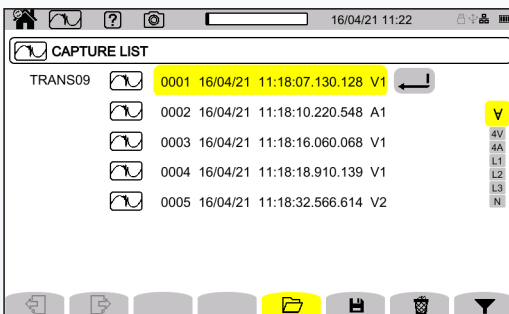 ? 16/04/21 11:22
CAPTURE LIST
TRANS09 0001 16/04/21 11:18:07.130.128 V1
0002 16/04/21 11:18:10.220.548 A1
0003 16/04/21 11:18:16.060.068 V1
0004 16/04/21 11:18:18.910.139 V1
0005 16/04/21 11:18:32.566.614 V2
∀
4V
4A
L1
L2
L3
N